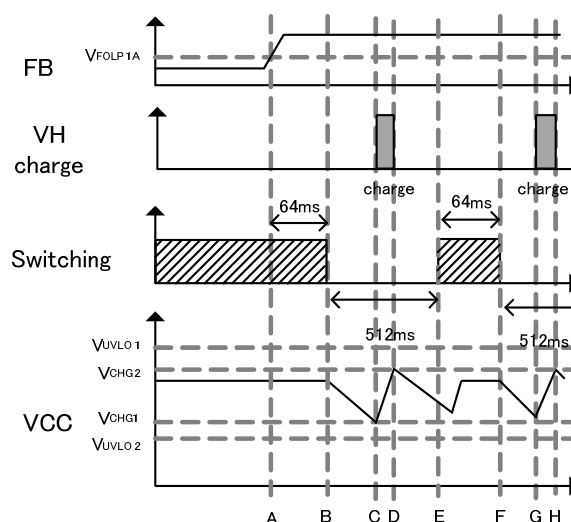 VFOLP1A
FB
VH
charge
charge
charge
64ms
64ms
Switching
512ms
512ms
VUVLO1
VCHG2
VCC
VCHG1
VUVLO2
A B C D E F G H